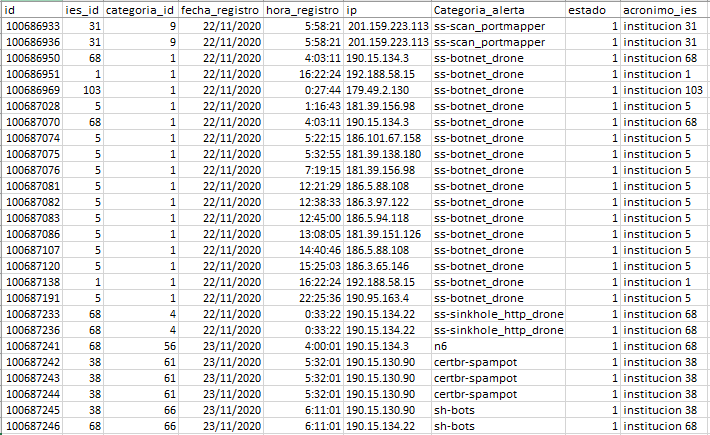 id ies_id categoria_id fecha_registro hora_registro ip Categoria_alerta estado acronimo_ies
100686933 31 9 22/11/2020 5:58:21 201.159.223.113 ss-scan_portmapper 1 institucion 31
100686936 31 9 22/11/2020 5:58:21 201.159.223.113 ss-scan_portmapper 1 institucion 31
100686950 68 1 22/11/2020 4:03:11 190.15.134.3 ss-botnet_drone 1 institucion 68
100686951 1 1 22/11/2020 16:22:24 192.188.58.15 ss-botnet_drone 1 institucion 1
100686969 103 1 22/11/2020 0:27:44 179.49.2.130 ss-botnet_drone 1 institucion 103
100687028 5 1 22/11/2020 1:16:43 181.39.156.98 ss-botnet_drone 1 institucion 5
100687070 68 1 22/11/2020 4:03:11 190.15.134.3 ss-botnet_drone 1 institucion 68
100687074 5 1 22/11/2020 5:22:15 186.101.67.158 ss-botnet_drone 1 institucion 5
100687075 5 1 22/11/2020 5:32:55 181.39.138.180 ss-botnet_drone 1 institucion 5
100687076 5 1 22/11/2020 7:19:15 181.39.156.98 ss-botnet_drone 1 institucion 5
100687081 5 1 22/11/2020 12:21:29 186.5.88.108 ss-botnet_drone 1 institucion 5
100687082 5 1 22/11/2020 12:38:33 186.3.97.122 ss-botnet_drone 1 institucion 5
100687083 5 1 22/11/2020 12:45:00 186.5.94.118 ss-botnet_drone 1 institucion 5
100687086 5 1 22/11/2020 13:08:05 181.39.151.126 ss-botnet_drone 1 institucion 5
100687107 5 1 22/11/2020 14:40:46 186.5.88.108 ss-botnet_drone 1 institucion 5
100687120 5 1 22/11/2020 15:25:03 186.3.65.146 ss-botnet_drone 1 institucion 5
100687138 1 1 22/11/2020 16:22:24 192.188.58.15 ss-botnet_drone 1 institucion 1
100687191 5 1 22/11/2020 22:25:36 190.95.163.4 ss-botnet_drone 1 institucion 5
100687233 68 4 22/11/2020 0:33:22 190.15.134.22 ss-sinkhole_http_drone 1 institucion 68
100687236 68 4 22/11/2020 0:33:22 190.15.134.22 ss-sinkhole_http_drone 1 institucion 68
100687241 68 56 23/11/2020 4:00:01 190.15.134.3 n6 1 institucion 68
100687242 38 61 23/11/2020 5:32:01 190.15.130.90 certbr-spampot 1 institucion 38
100687243 38 61 23/11/2020 5:32:01 190.15.130.90 certbr-spampot 1 institucion 38
100687244 38 61 23/11/2020 5:32:01 190.15.130.90 certbr-spampot 1 institucion 38
100687245 38 66 23/11/2020 6:11:01 190.15.130.90 sh-bots 1 institucion 38
100687246 68 66 23/11/2020 6:11:01 190.15.134.22 sh-bots 1 institucion 68